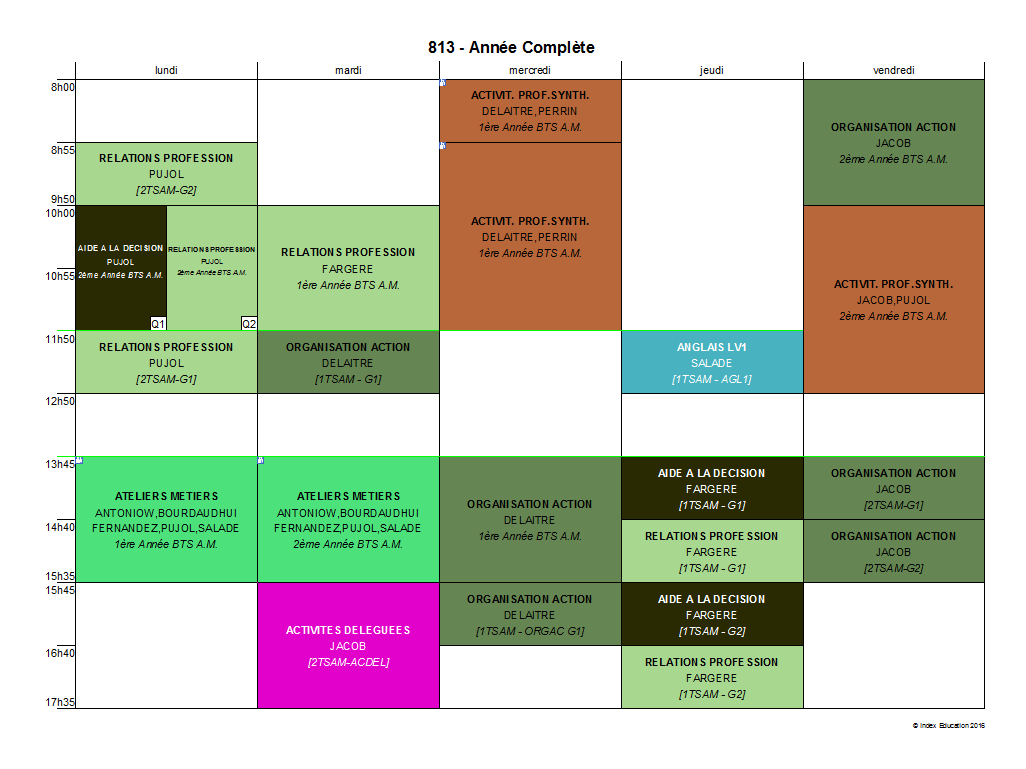 813 - Année Complète
lundi
mardi
mercredi
jeudi
vendredi
8h00
8h55
9h50
10h00
10h55
11h50
12h50
13h45
14h40
15h35
15h45
16h40
17h35
RELATIONS PROFESSION
PUJOL
[2TSAM-G2]
AIDE A LA DECISION
PUJOL
2ème Année BTS A.M.
Q1
RELATIONS PROFESSION
PUJOL
2ème Année BTS A.M.
Q2
RELATIONS PROFESSION
PUJOL
[2TSAM-G1]
ATELIERS METIERS
ANTONIOW,BOURDAUDHUI
FERNANDEZ,PUJOL,SALADE
1ère Année BTS A.M.
RELATIONS PROFESSION
FARGERE
1ère Année BTS A.M.
ORGANISATION ACTION
DELAITRE
[1TSAM - G1]
ATELIERS METIERS
ANTONIOW,BOURDAUDHUI
FERNANDEZ,PUJOL,SALADE
2ème Année BTS A.M.
ACTIVITES DELEGUEES
JACOB
[2TSAM-ACDEL]
ACTIVIT. PROF.SYNTH.
DELAITRE,PERRIN
1ère Année BTS A.M.
ACTIVIT. PROF.SYNTH.
DELAITRE,PERRIN
1ère Année BTS A.M.
ORGANISATION ACTION
DELAITRE
1ère Année BTS A.M.
ORGANISATION ACTION
DELAITRE
[1TSAM - ORGAC G1]
ANGLAIS LV1
SALADE
[1TSAM - AGL1]
AIDE A LA DECISION
FARGERE
[1TSAM - G1]
RELATIONS PROFESSION
FARGERE
[1TSAM - G1]
AIDE A LA DECISION
FARGERE
[1TSAM - G2]
RELATIONS PROFESSION
FARGERE
[1TSAM - G2]
ORGANISATION ACTION
JACOB
2ème Année BTS A.M.
ACTIVIT. PROF.SYNTH.
JACOB,PUJOL
2ème Année BTS A.M.
ORGANISATION ACTION
JACOB
[2TSAM-G1]
ORGANISATION ACTION
JACOB
[2TSAM-G2]
© Index Education 2016